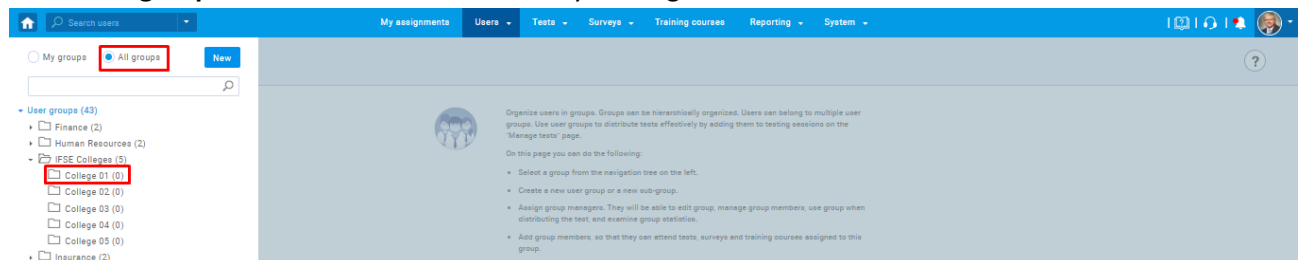 Search users
My assignments Users Tests Surveys Training courses Reporting System
My groups All groups New
?
User groups (43)
Finance (2)
Human Resources (2)
IFSE Colleges (5)
College 01 (0)
College 02 (0)
College 03 (0)
College 04 (0)
College 05 (0)
Insurance (2)
Organize users in groups. Groups can be hierarchically organized. Users can belong to multiple user
groups. Use user groups to distribute tests effectively by adding them to testing sessions on the
"Manage tests" page.
On this page you can do the following:
Select a group from the navigation tree on the left.
Create a new user group or a new sub-group.
Assign group managers. They will be able to edit group, manage group members, use group when
distributing the test, and examine group statistics.
Add group members, so that they can attend tests, surveys and training courses assigned to this
group.